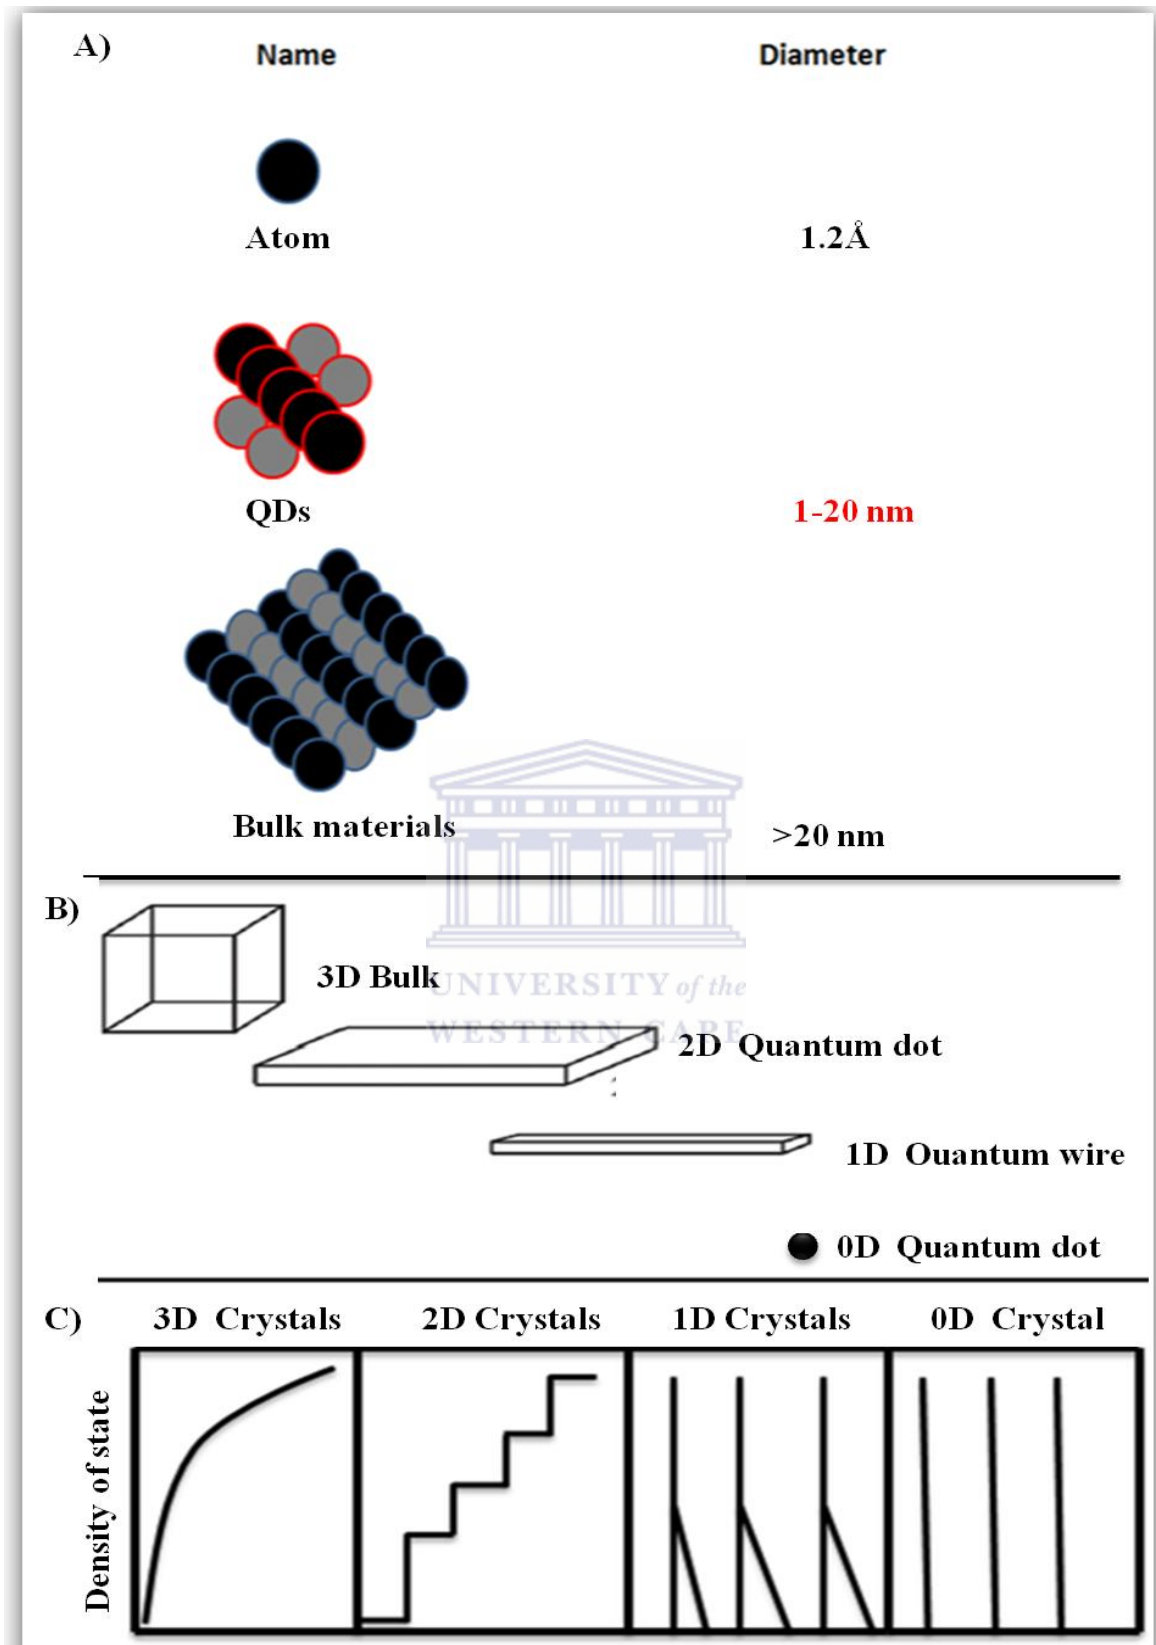 A)
Name Diameter
Atom 1.2Å
QDs 1-20 nm
Bulk materials >20 nm
B)
3D Bulk
UNIVERSITY of the
WESTERN CAPE
2D Quantum dot
1D Ouantum wire
0D Quantum dot
C) 3D Crystals 2D Crystals 1D Crystals 0D Crystal
Density of state